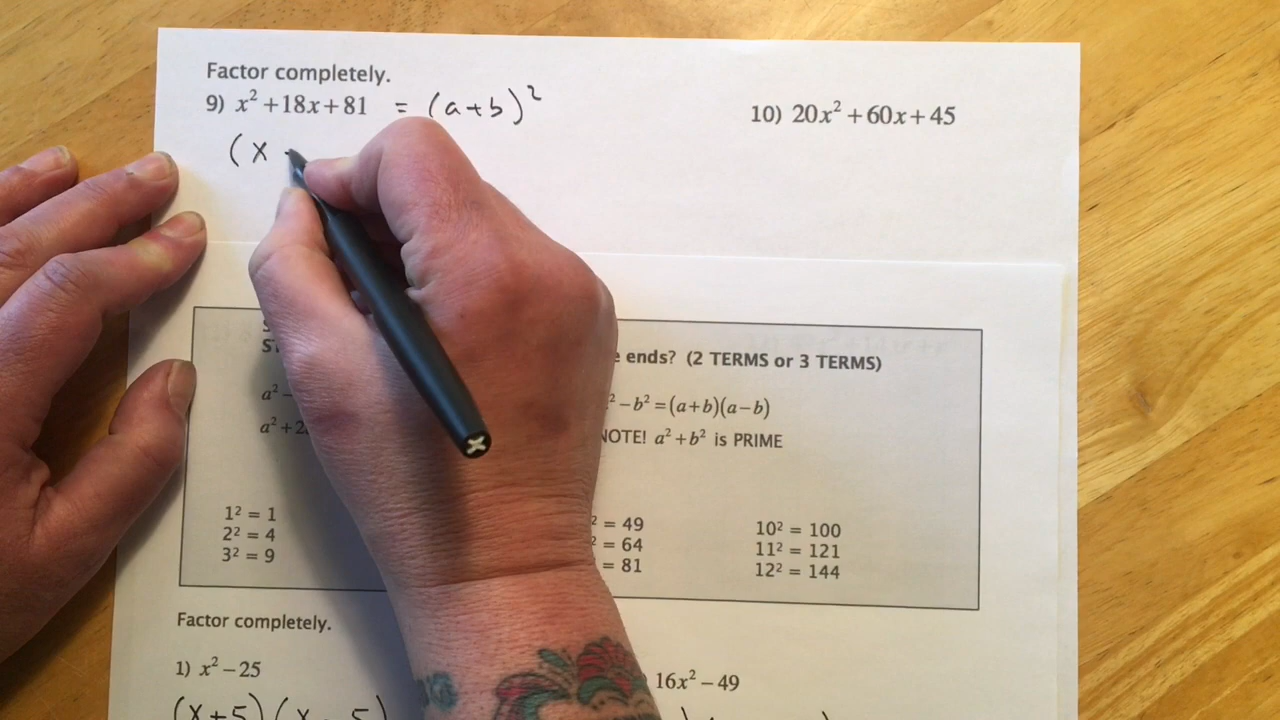 Factor completely.
9) x² + 18x + 81 = (a+b)²
10) 20x² + 60x + 45
(x
e ends? (2 TERMS or 3 TERMS)
a² –
² – b² = (a+b)(a–b)
a² + 2
NOTE! a² + b² is PRIME
1² = 1
2² = 4
3² = 9
² = 49
² = 64
= 81
10² = 100
11² = 121
12² = 144
Factor completely.
1) x² – 25
16x² – 49
(x+5)(x – 5)